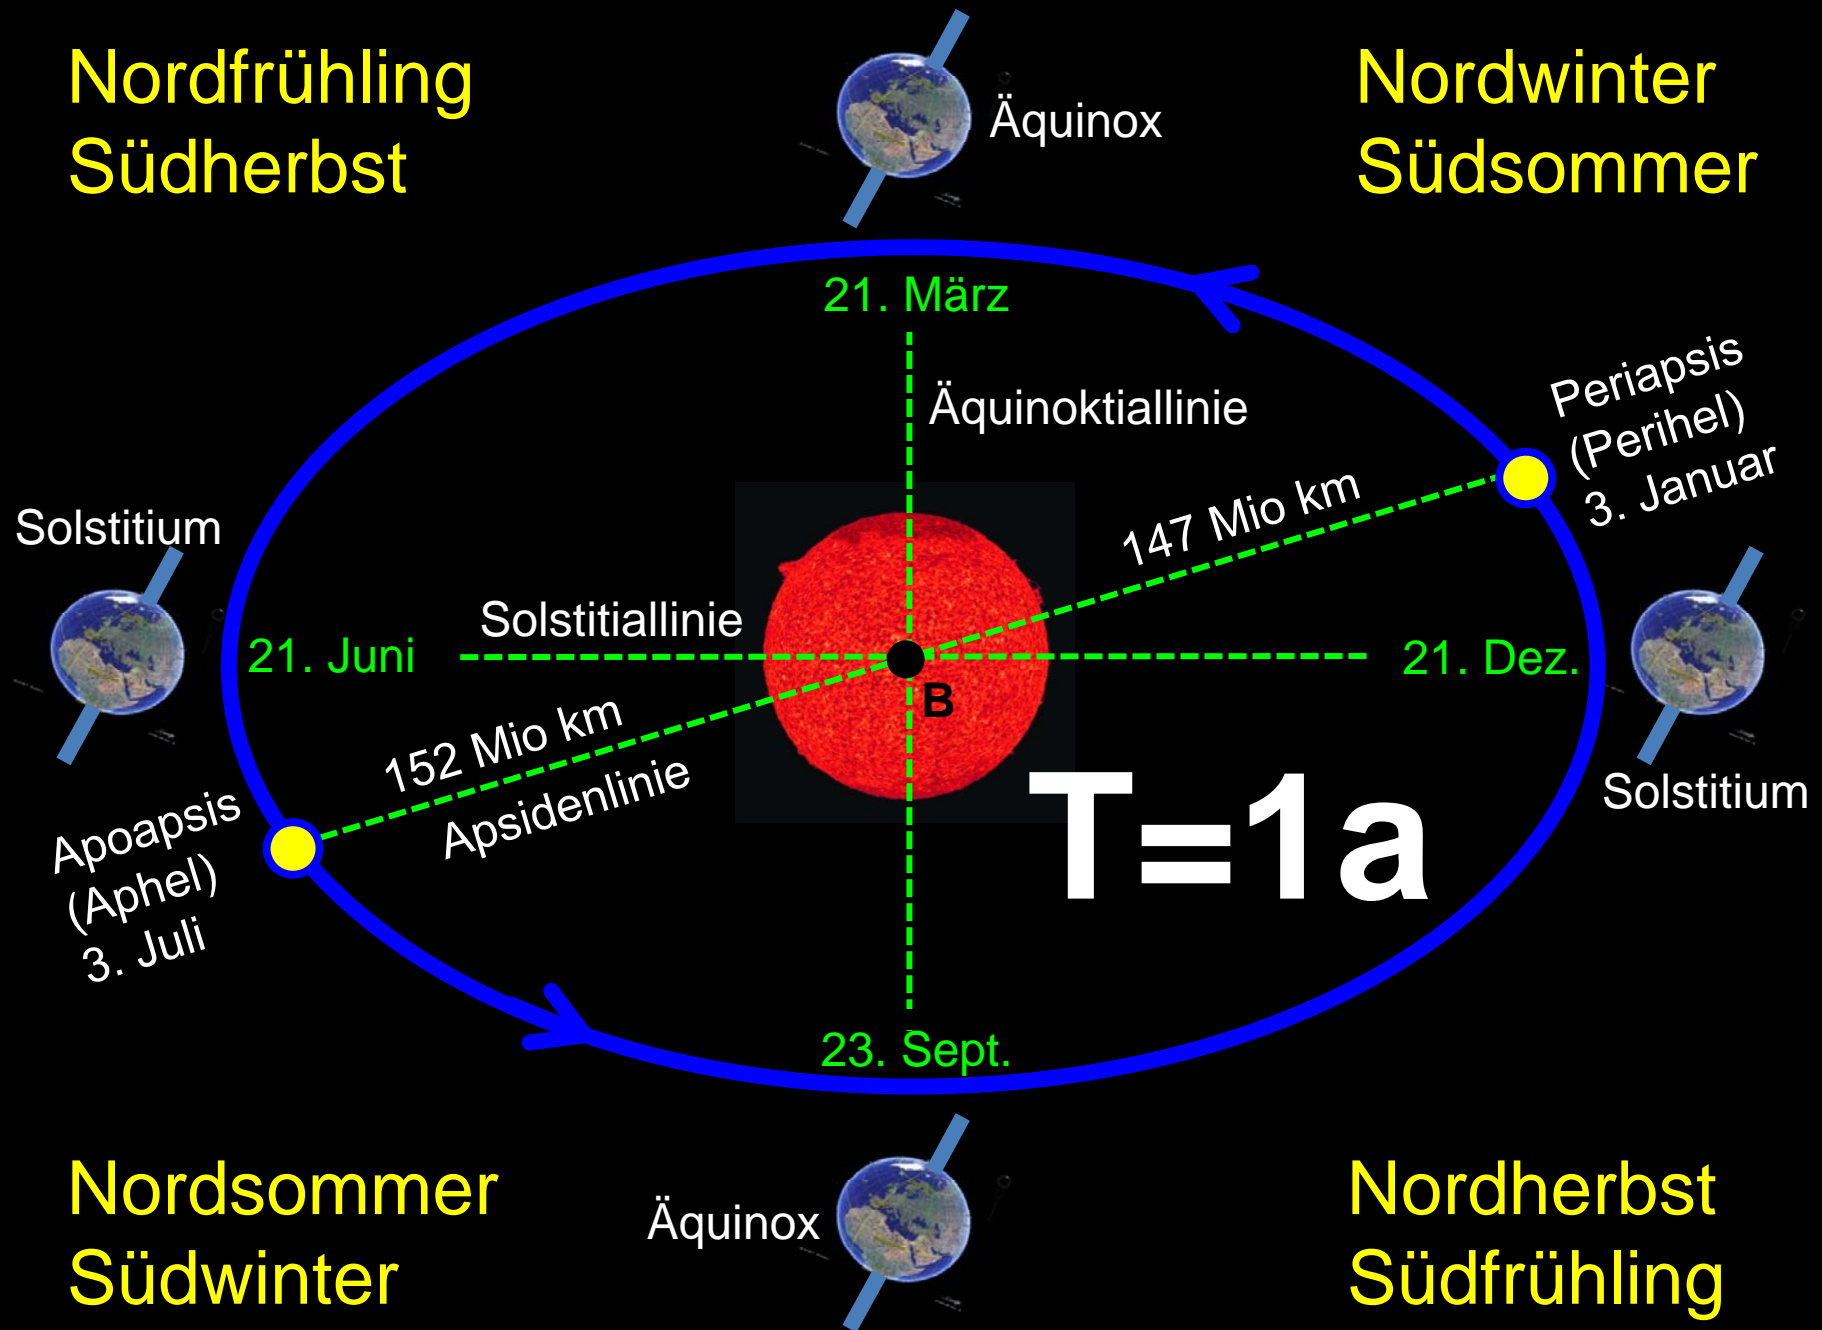 Nordfrühling
Südherbst
Äquinox
Nordwinter
Südsommer
21. März
Äquinoktiallinie
Periapsis
(Perihel)
3. Januar
147 Mio km
Solstitium
Solstitiallinie
21. Juni
21. Dez.
B
152 Mio km
Apsidenlinie
T=1a
Solstitium
Apoapsis
(Aphel)
3. Juli
23. Sept.
Nordsommer
Südwinter
Äquinox
Nordherbst
Südfrühling